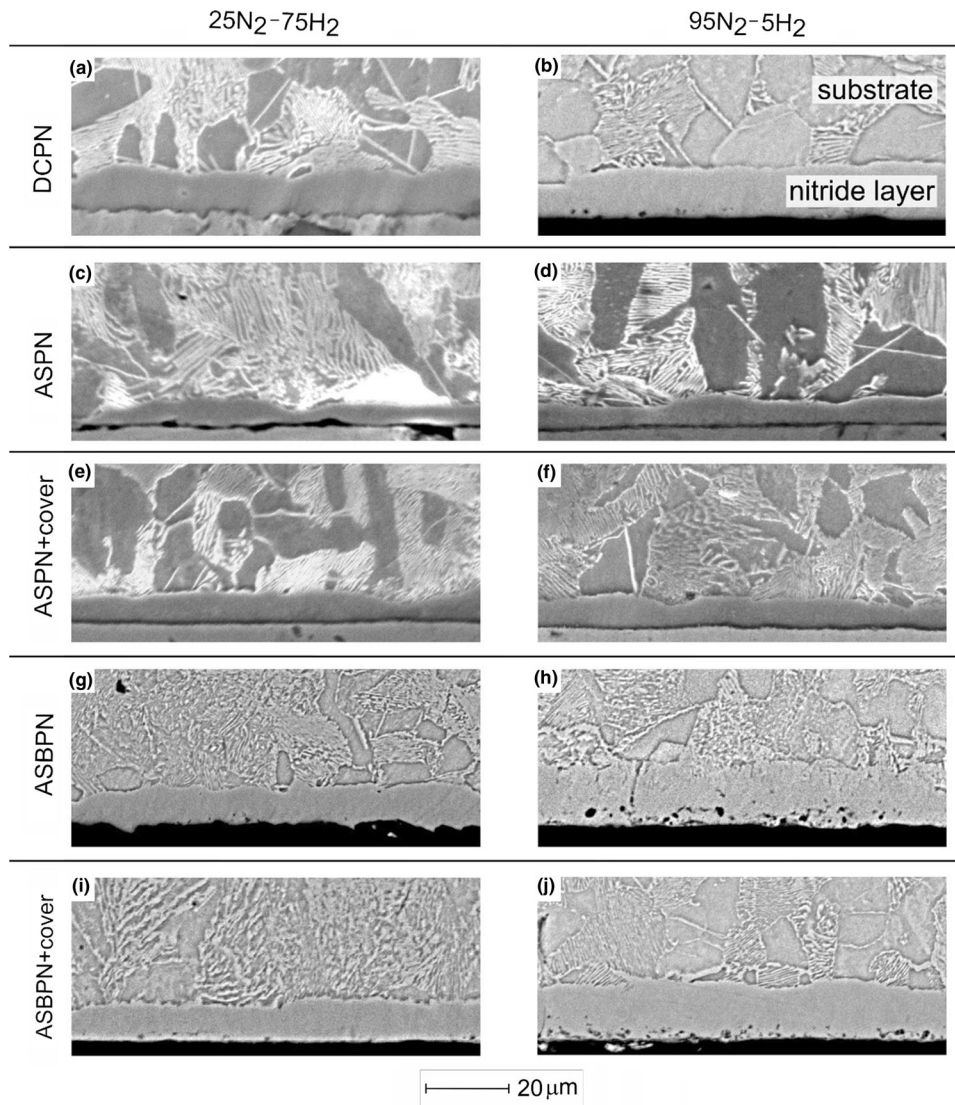 25N2-75H2
95N2-5H2
DCPN
(a)
(b)
substrate
nitride layer
ASPN
(c)
(d)
ASPN+cover
(e)
(f)
ASBPN
(g)
(h)
ASBPN+cover
(i)
(j)
20 μm